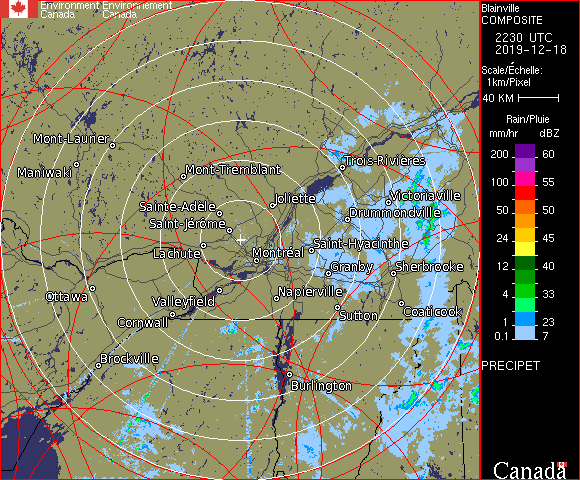 Environment Environnement
Canada Canada
Blainville
COMPOSITE
2230 UTC
2019-12-18
Scale/Échelle:
1km/Pixel
40 KM
Rain/Pluie
mm/hr dBZ
200 60
100 55
50 50
24 45
12 40
4 33
1 23
0.1 7
PRECIPET
Canada
Mont-Laurier
Maniwaki
Mont-Tremblant
Trois-Rivières
Joliette
Victoriaville
Sainte-Adèle
Drummondville
Saint-Jérôme
Saint-Hyacinthe
Lachute
Montréal
Granby
Sherbrooke
Ottawa
Valleyfield
Napierville
Coaticook
Cornwall
Sutton
Brockville
Burlington